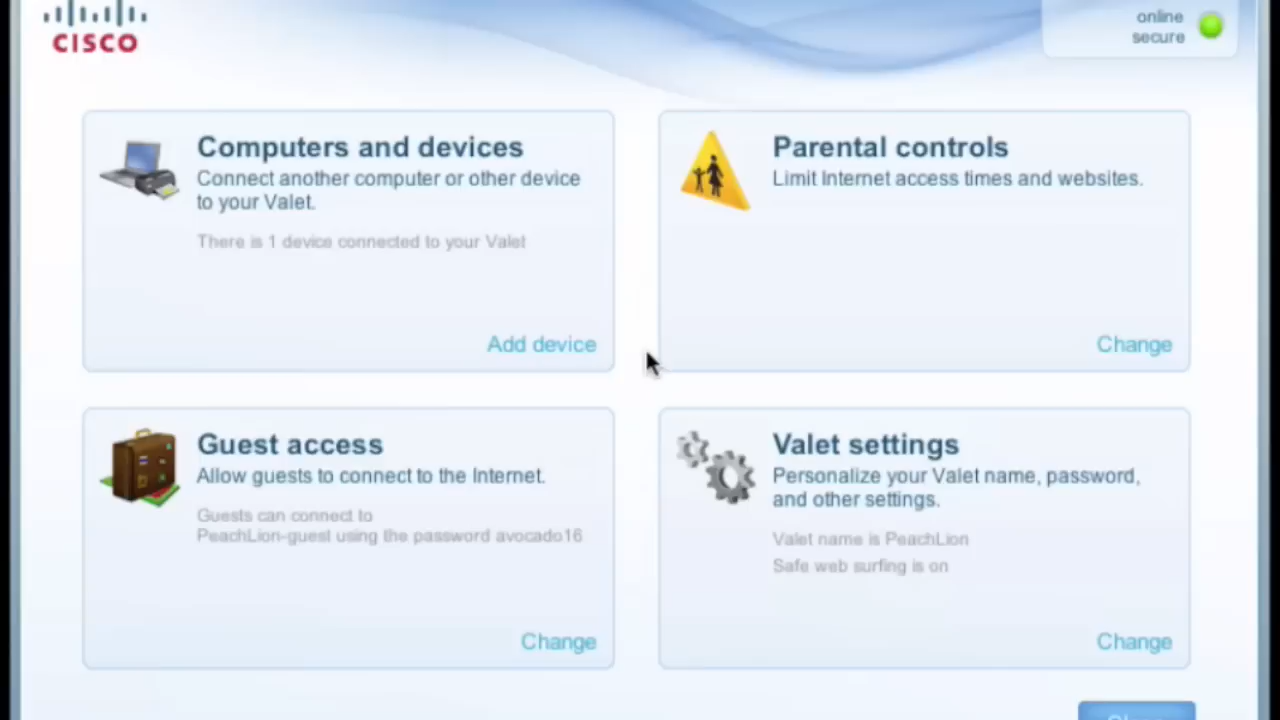 CISCO
online
secure
Computers and devices
Connect another computer or other device
to your Valet.
There is 1 device connected to your Valet
Add device
Parental controls
Limit Internet access times and websites.
Change
Guest access
Allow guests to connect to the Internet.
Guests can connect to
PeachLion-guest using the password avocado16
Change
Valet settings
Personalize your Valet name, password,
and other settings.
Valet name is PeachLion
Safe web surfing is on
Change